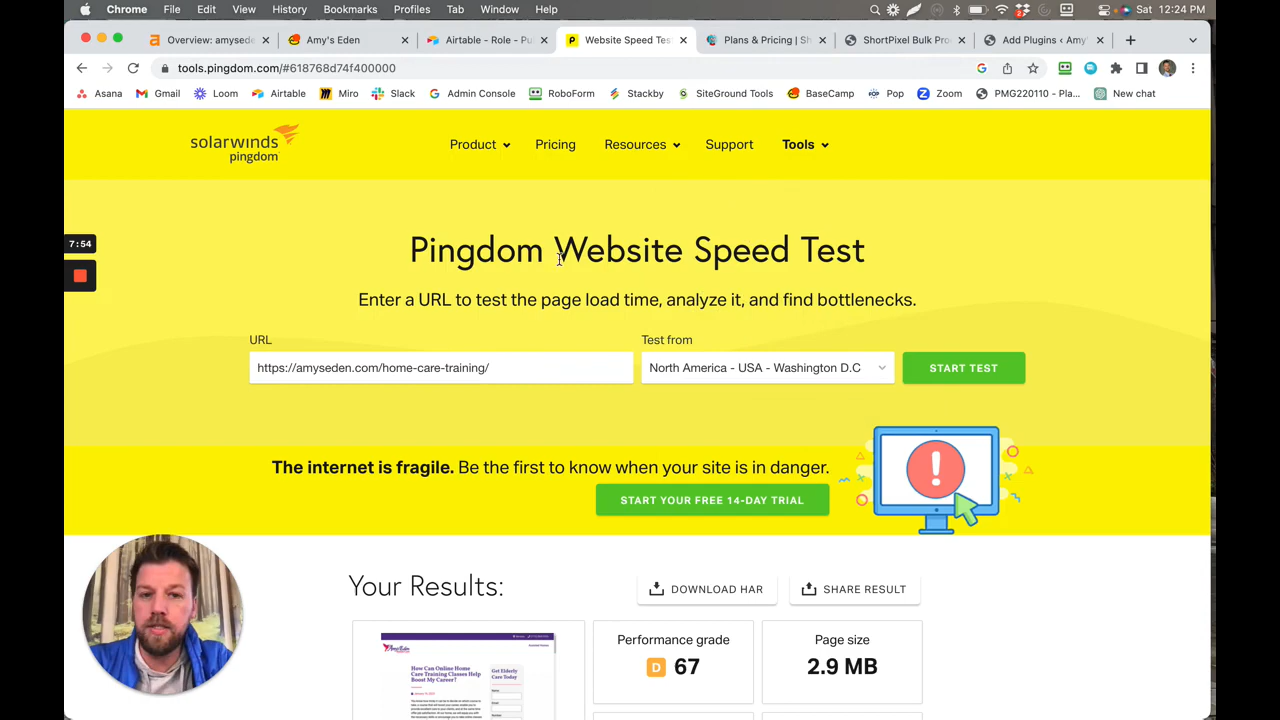 Chrome File Edit View History Bookmarks Profiles Tab Window Help 2 Sat 12:24 PM
Overview: amysede Amy's Eden Airtable - Role - Pu Website Speed Tes Plans & Pricing | Sh ShortPixel Bulk Pro Add Plugins ‹ Amy'
tools.pingdom.com/#618768d74f400000
Asana Gmail Loom Airtable Miro Slack Admin Console RoboForm Stackby SiteGround Tools BaseCamp Pop Zoom PMG220110 - Pla... New chat
solarwinds
pingdom
Product Pricing Resources Support Tools
7:54
Pingdom Website Speed Test
Enter a URL to test the page load time, analyze it, and find bottlenecks.
URL Test from
https://amyseden.com/home-care-training/ North America - USA - Washington D.C START TEST
The internet is fragile. Be the first to know when your site is in danger.
START YOUR FREE 14-DAY TRIAL
Your Results: DOWNLOAD HAR SHARE RESULT
Performance grade Page size
D 67 2.9 MB
How Can Online Home
Care Training Classes Help
Boost My Career?
Get Elderly
Care Today